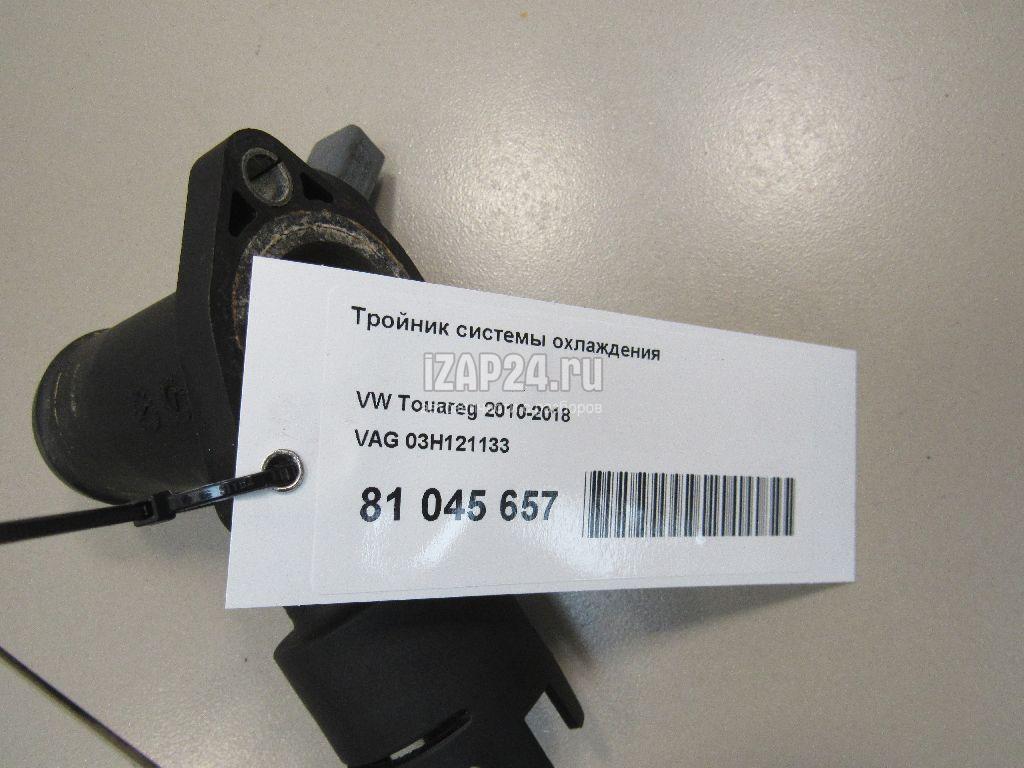 Тройник системы охлаждения
iZAP24.ru
VW Touareg 2010-2018
VAG 03H121133
81 045 657